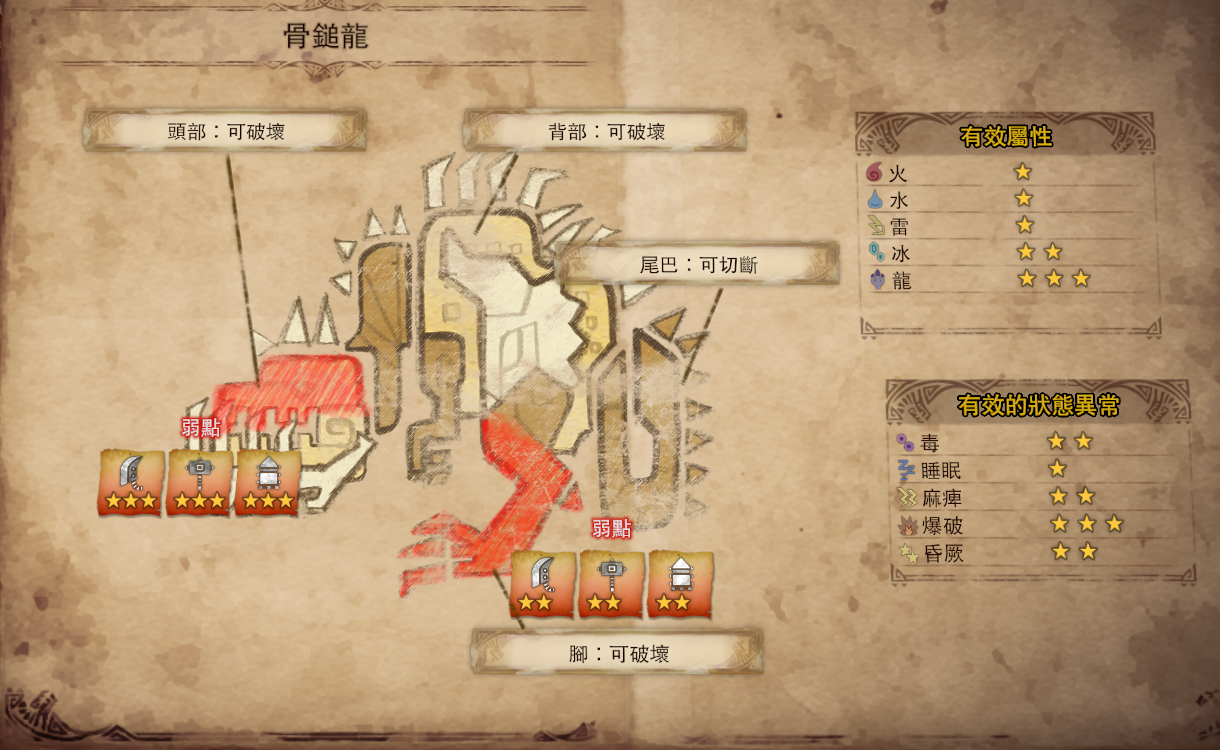 骨鎚龍
頭部：可破壞
背部：可破壞
尾巴：可切斷
弱點
弱點
腳：可破壞
有效屬性
火
水
雷
冰
龍
有效的狀態異常
毒
睡眠
麻痺
爆破
昏厥